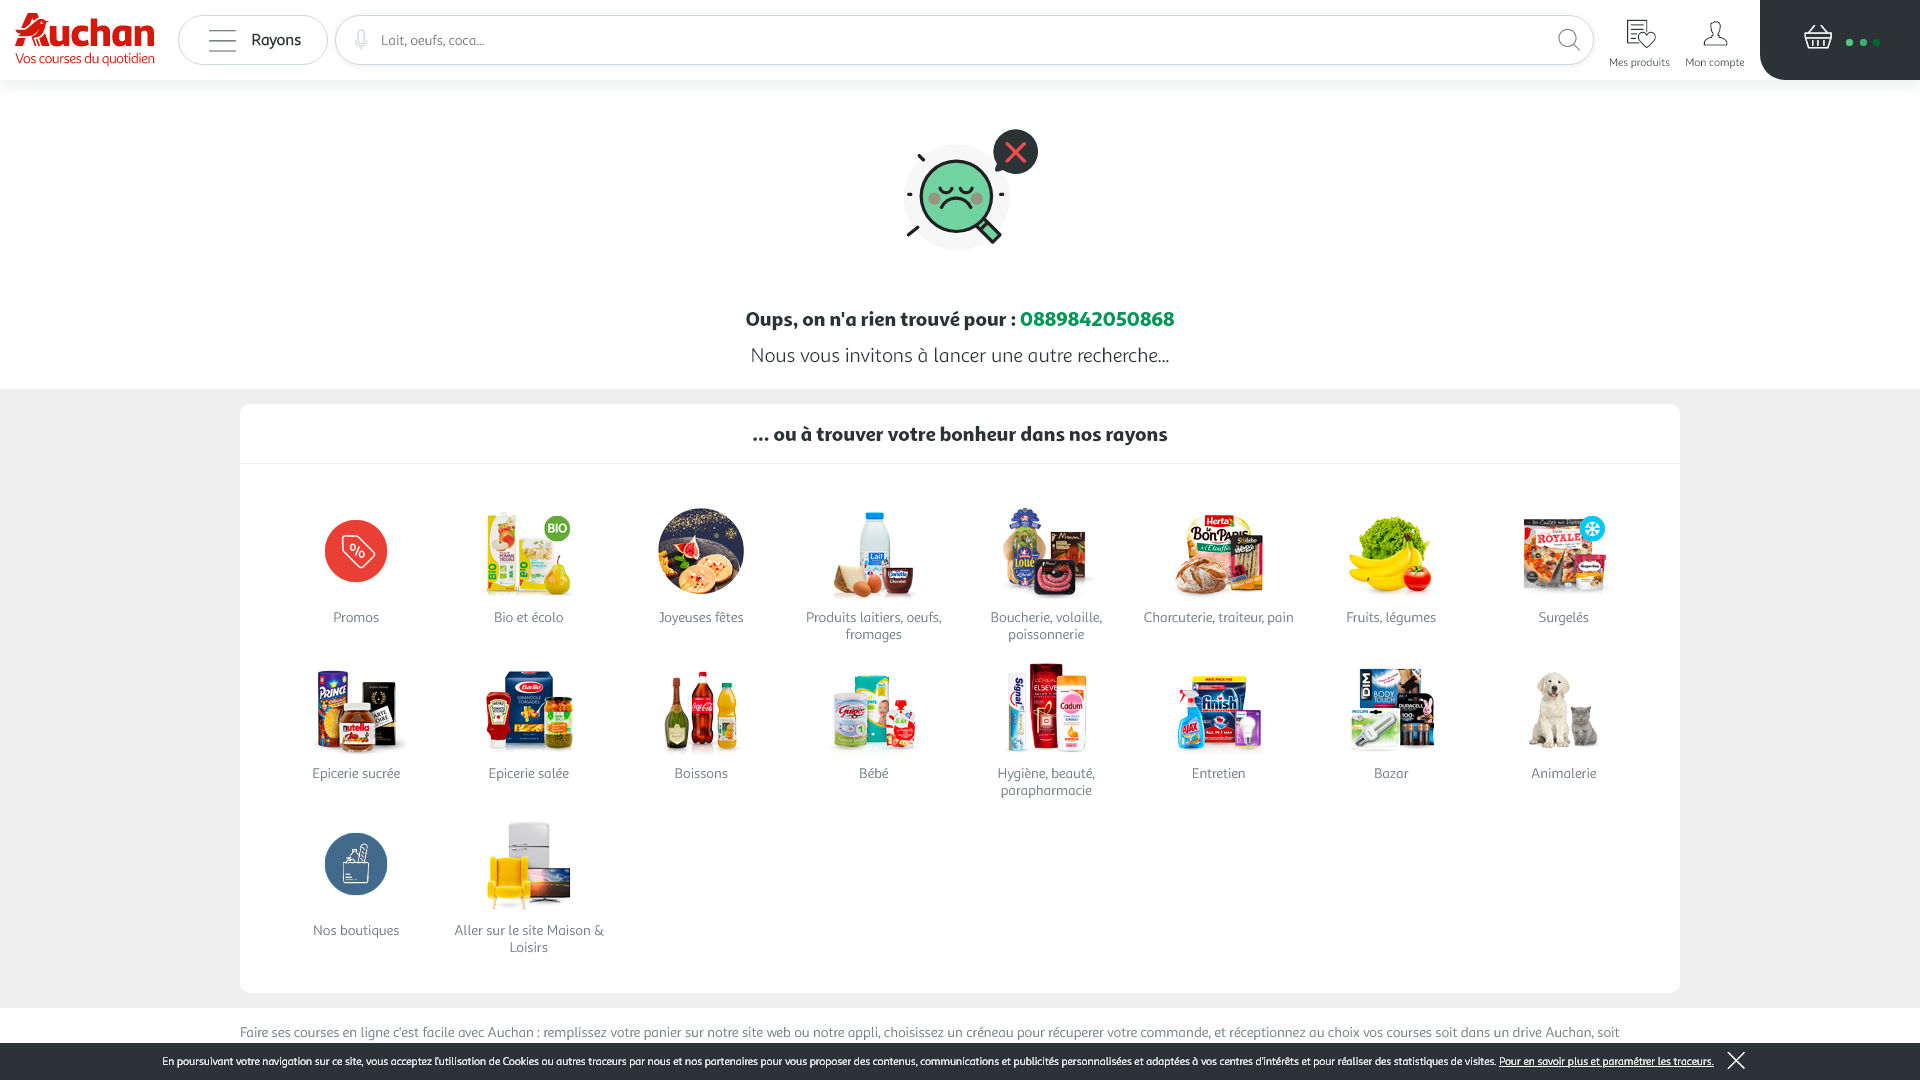 Auchan
Vos courses du quotidien
Rayons
Lait, oeufs, coca...
Mes produits
Mon compte
Oups, on n'a rien trouvé pour : 0889842050868
Nous vous invitons à lancer une autre recherche...
... ou à trouver votre bonheur dans nos rayons
Promos
Bio et écolo
Joyeuses fêtes
Produits laitiers, oeufs, fromages
Boucherie, volaille, poissonnerie
Charcuterie, traiteur, pain
Fruits, légumes
Surgelés
Epicerie sucrée
Epicerie salée
Boissons
Bébé
Hygiène, beauté, parapharmacie
Entretien
Bazar
Animalerie
Nos boutiques
Aller sur le site Maison & Loisirs
Faire ses courses en ligne c'est facile avec Auchan : remplissez votre panier sur notre site web ou notre appli, choisissez un créneau pour récuperer votre commande, et réceptionnez au choix vos courses soit dans un drive Auchan, soit
En poursuivant votre navigation sur ce site, vous acceptez l'utilisation de Cookies ou autres traceurs par nous et nos partenaires pour vous proposer des contenus, communications et publicités personnalisées et adaptées à vos centres d'intérêts et pour réaliser des statistiques de visites. Pour en savoir plus et paramétrer les traceurs.